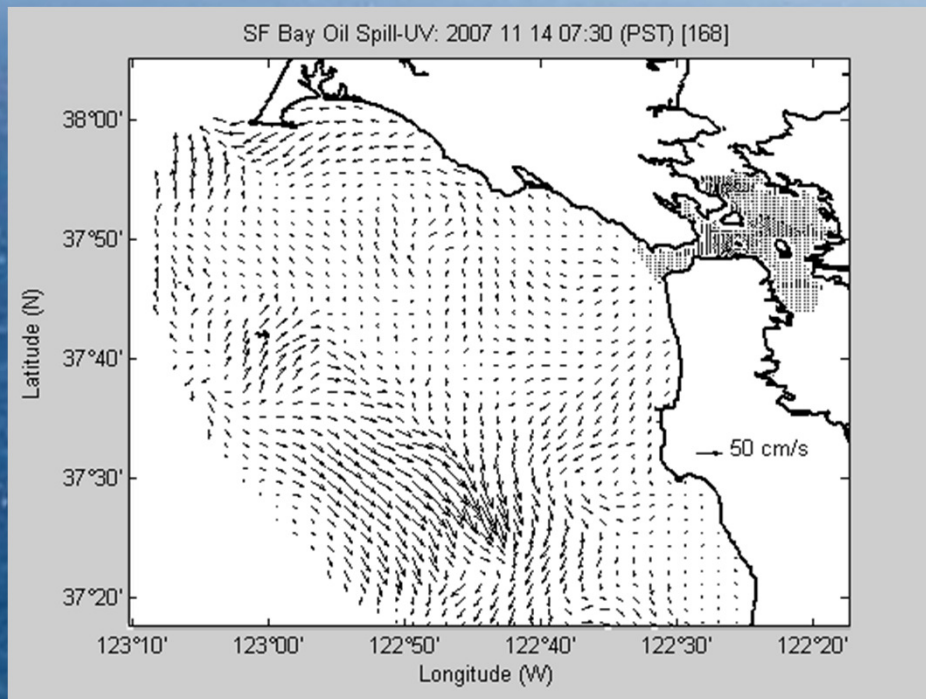 SF Bay Oil Spill-UV: 2007 11 14 07:30 (PST) [168]
38°00'
37°50'
37°40'
37°30'
37°20'
Latitude (N)
50 cm/s
123°10'
123°00'
122°50'
122°40'
122°30'
122°20'
Longitude (W)